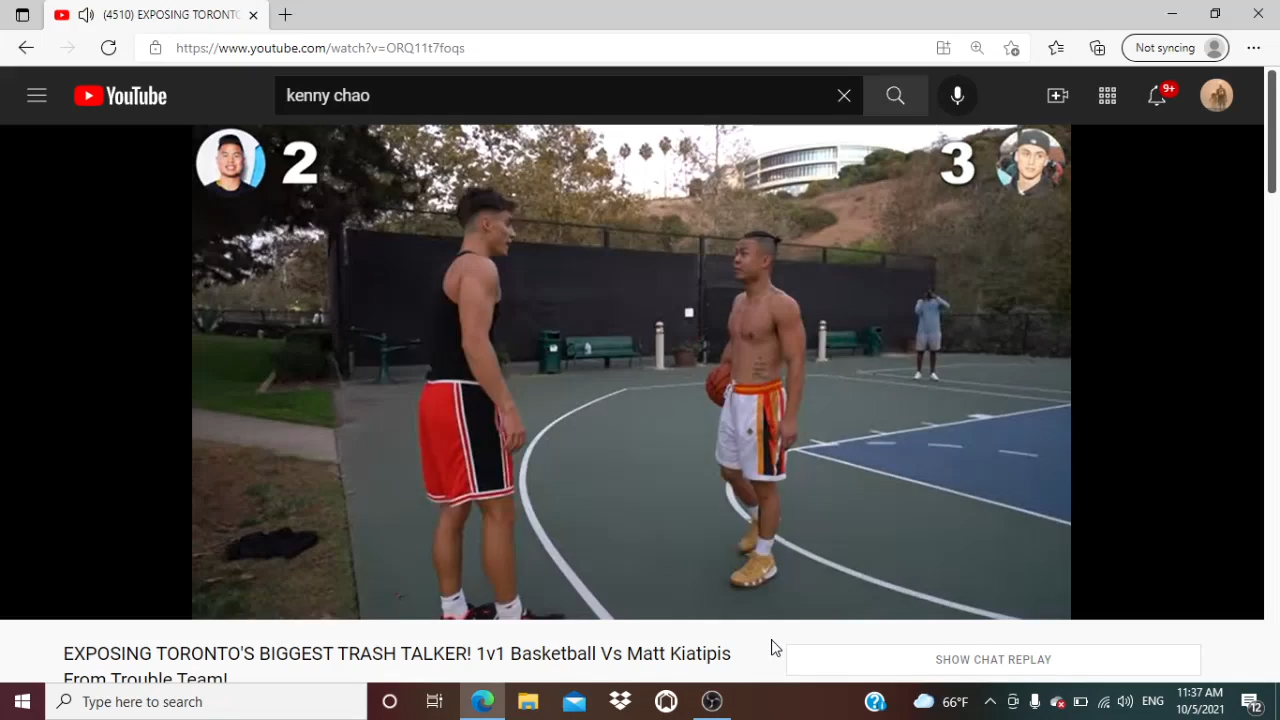 (4510) EXPOSING TORONTO
https://www.youtube.com/watch?v=ORQ11t7foqs
Not syncing
YouTube
kenny chao
9+
2
3
EXPOSING TORONTO'S BIGGEST TRASH TALKER! 1v1 Basketball Vs Matt Kiatipis
From Trouble Team!
SHOW CHAT REPLAY
Type here to search
66°F
ENG
11:37 AM
10/5/2021
12